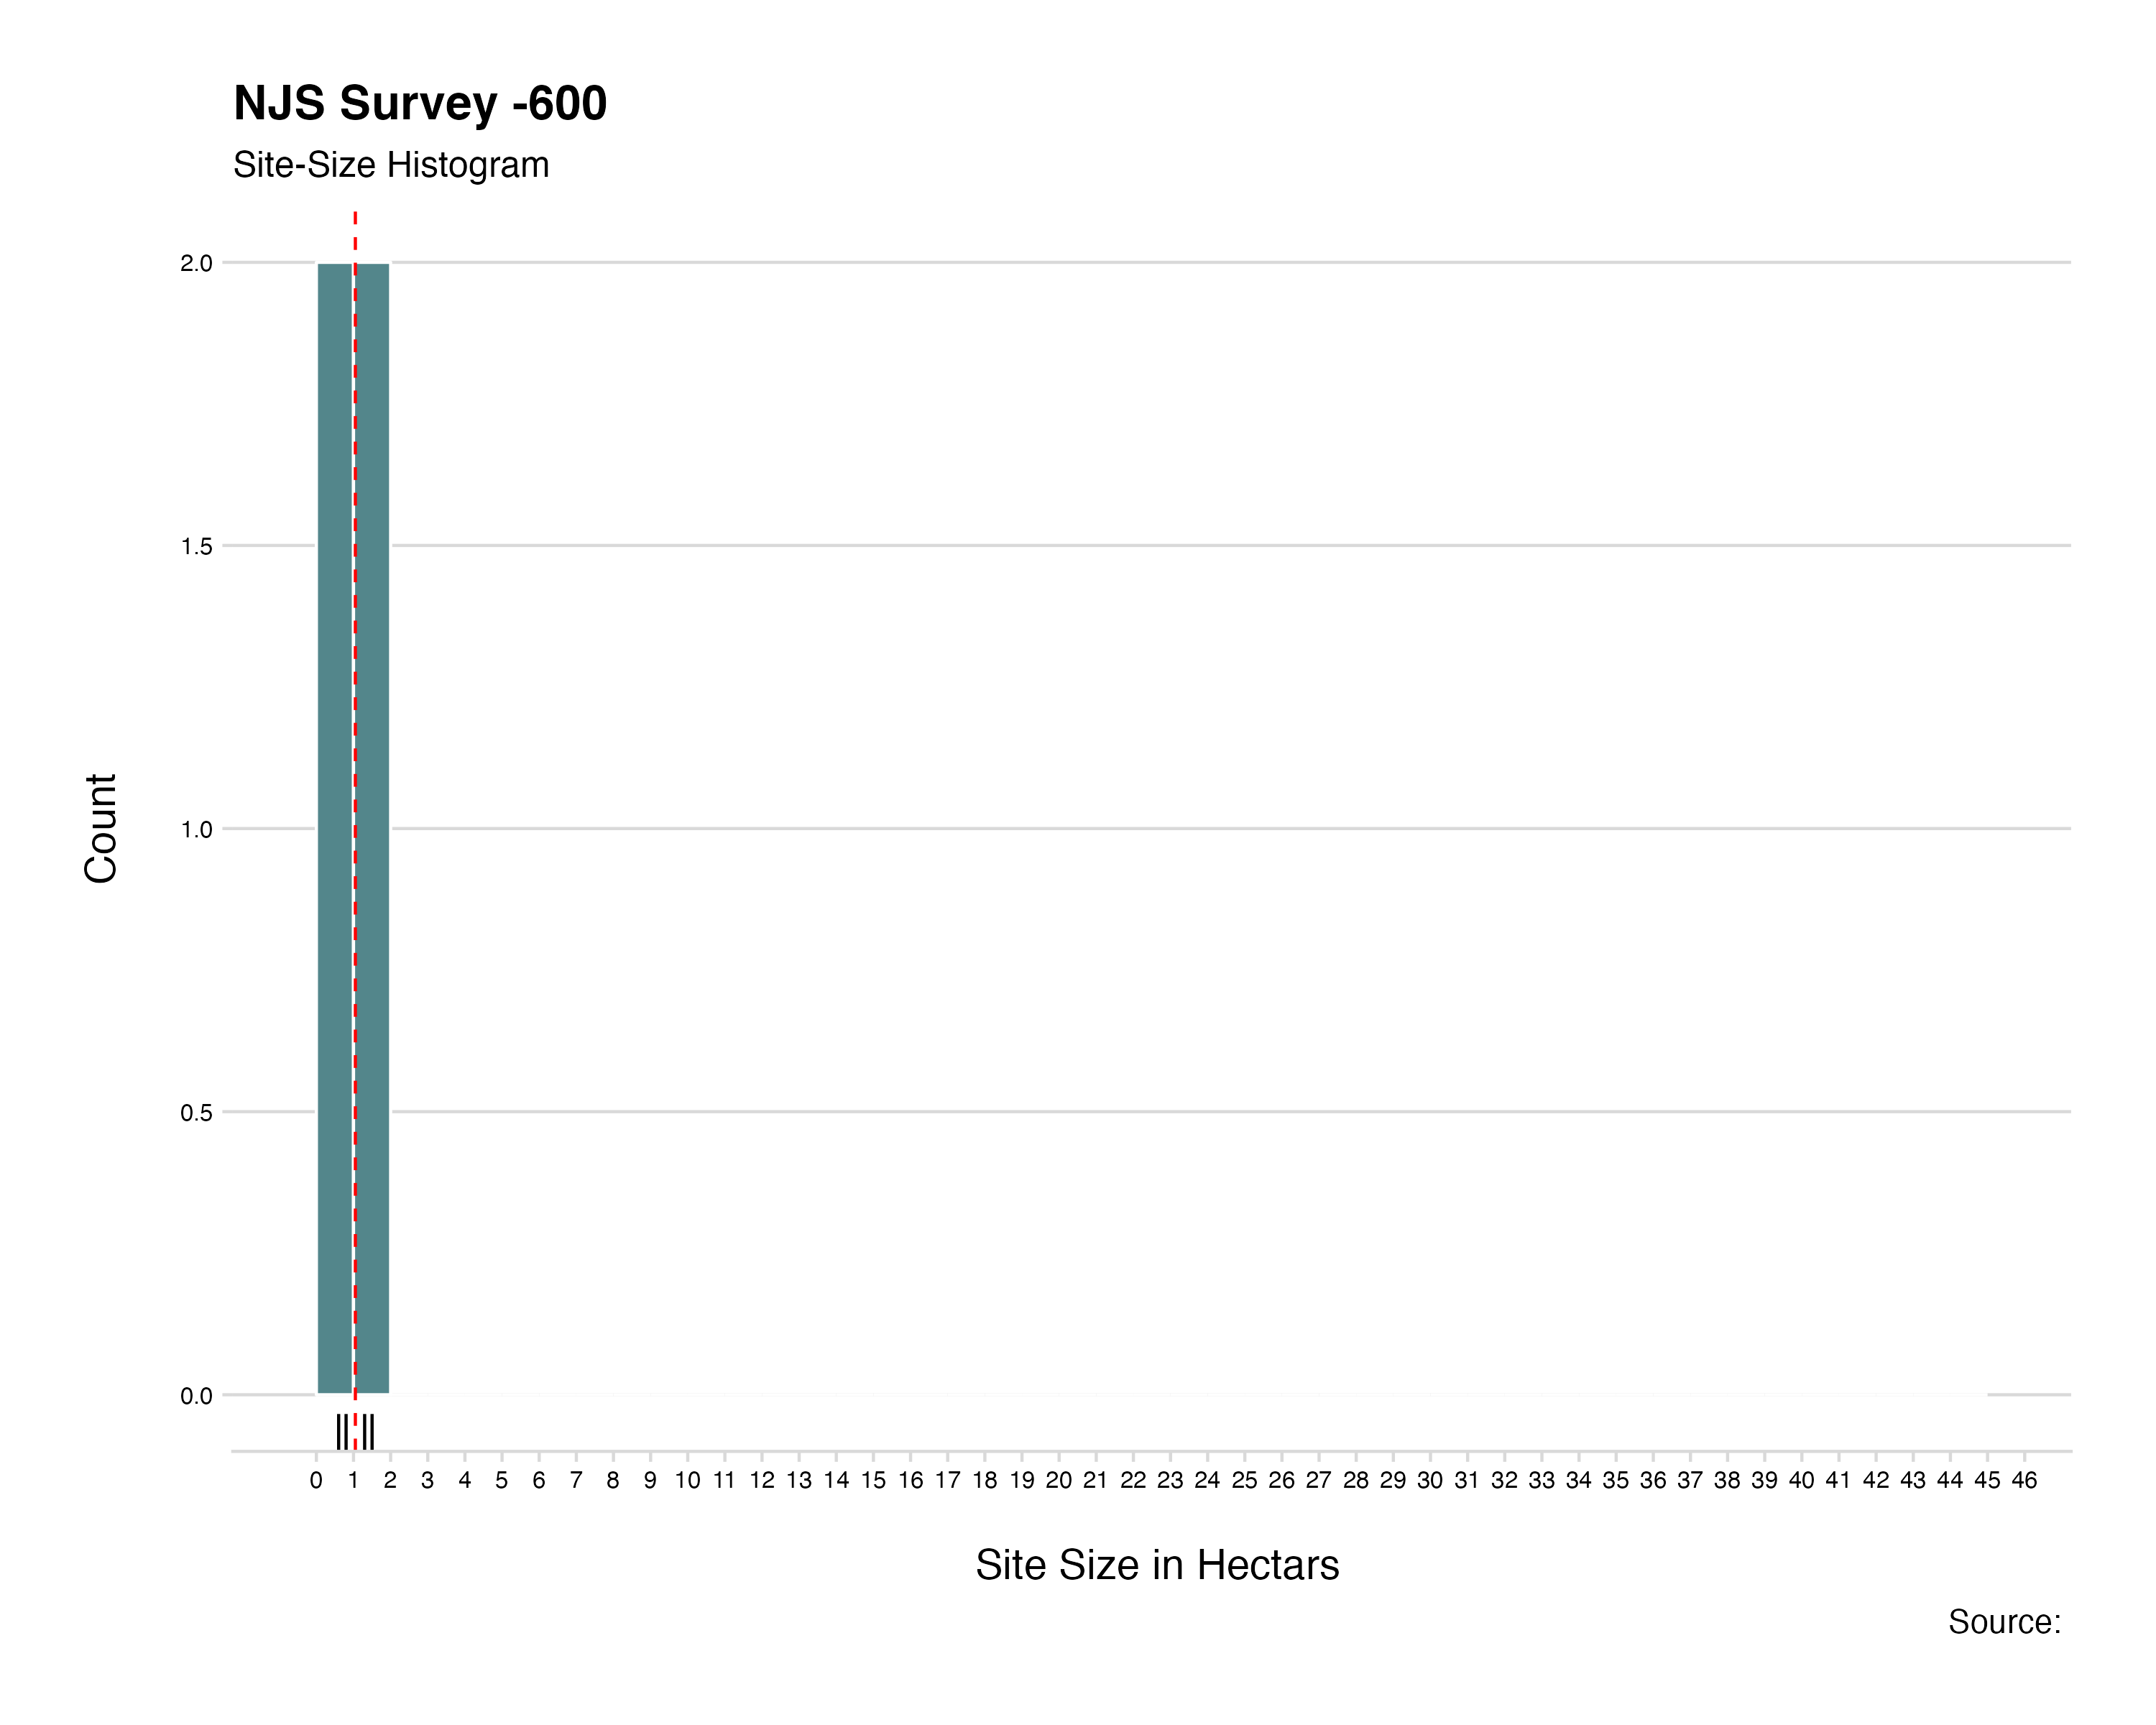 NJS Survey -600
Site-Size Histogram
2.0
1.5
1.0
0.5
0.0
Count
0 1 2 3 4 5 6 7 8 9 10 11 12 13 14 15 16 17 18 19 20 21 22 23 24 25 26 27 28 29 30 31 32 33 34 35 36 37 38 39 40 41 42 43 44 45 46
Site Size in Hectars
Source: